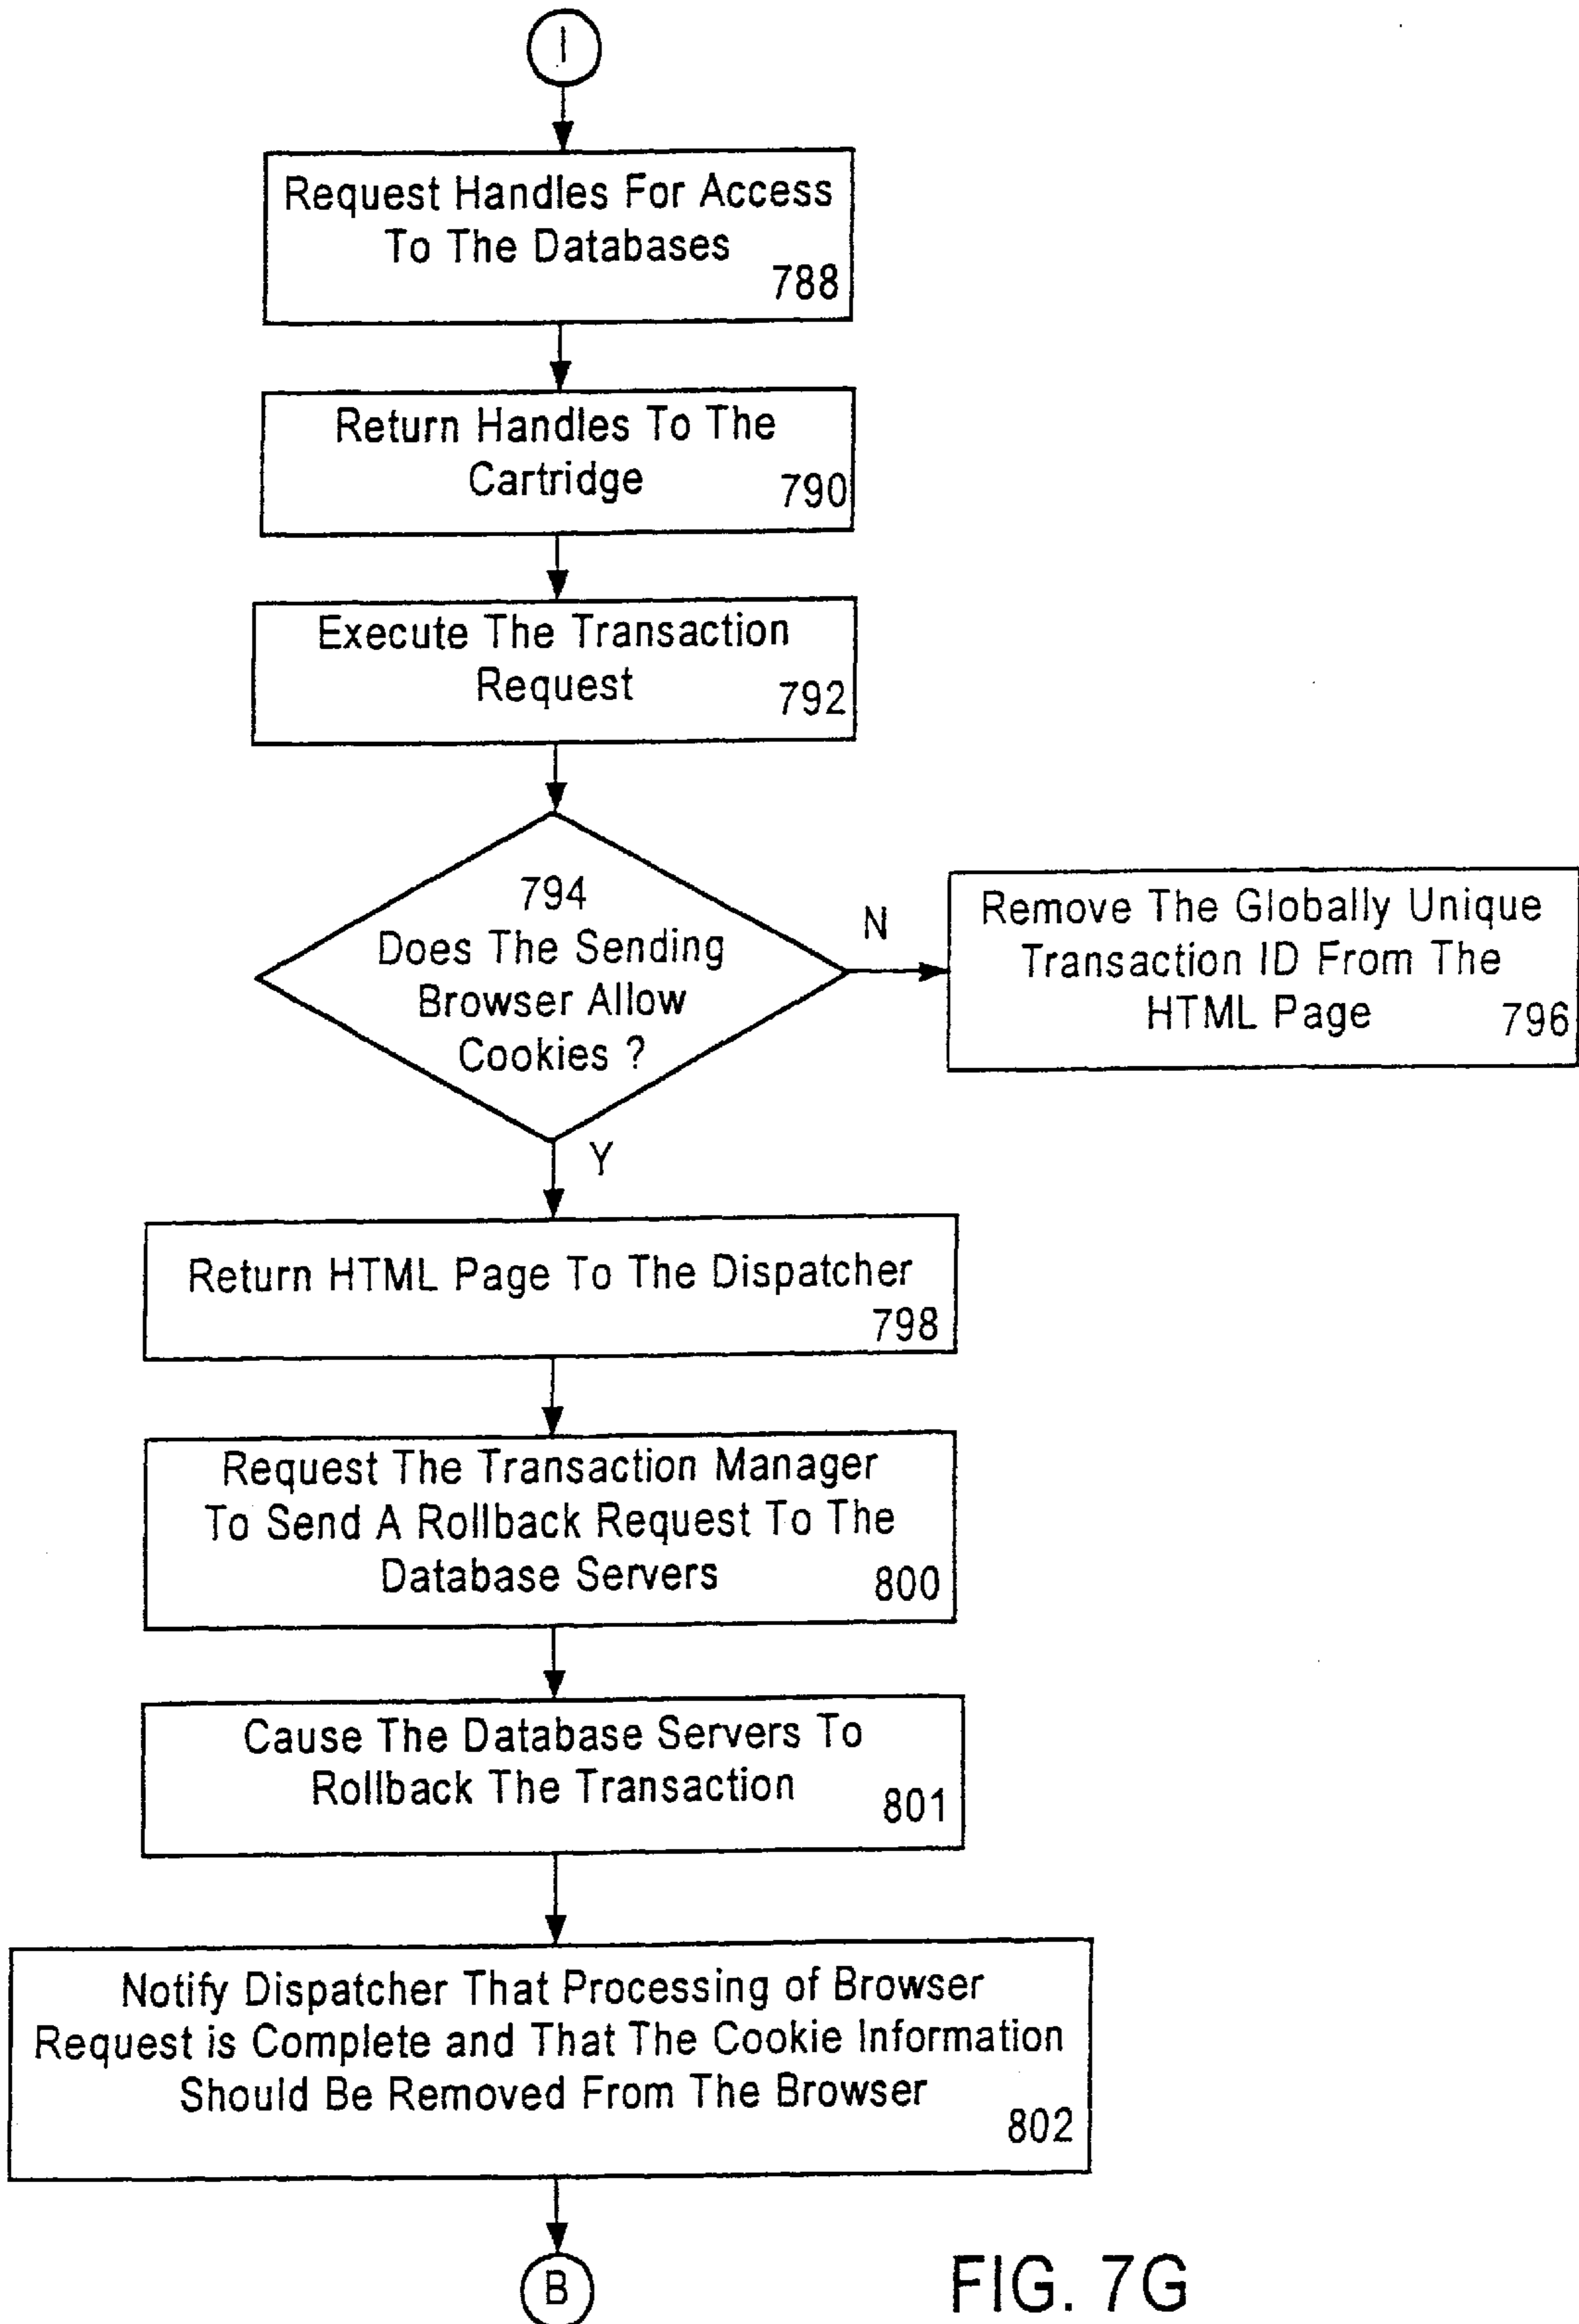 I
Request Handles For Access
To The Databases
788
Return Handles To The
Cartridge
790
Execute The Transaction
Request
792
794
Does The Sending
Browser Allow
Cookies ?
N
Remove The Globally Unique
Transaction ID From The
HTML Page
796
Y
Return HTML Page To The Dispatcher
798
Request The Transaction Manager
To Send A Rollback Request To The
Database Servers
800
Cause The Database Servers To
Rollback The Transaction
801
Notify Dispatcher That Processing of Browser
Request is Complete and That The Cookie Information
Should Be Removed From The Browser
802
B
FIG. 7G